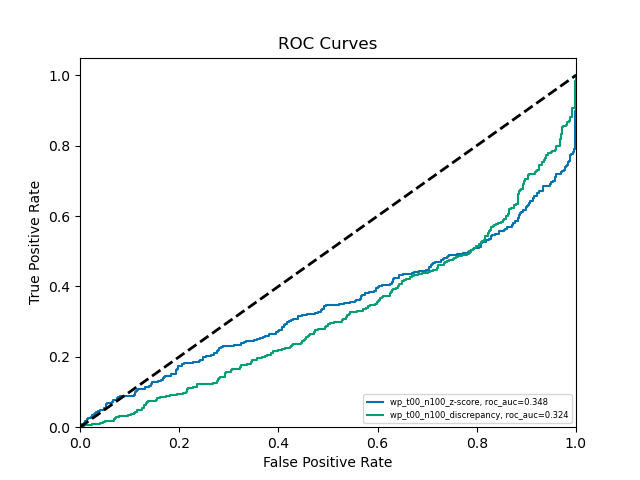 ROC Curves
True Positive Rate
1.0
0.8
0.6
0.4
0.2
0.0
wp_t00_n100_z-score, roc_auc=0.348
wp_t00_n100_discrepancy, roc_auc=0.324
0.0 0.2 0.4 0.6 0.8 1.0
False Positive Rate